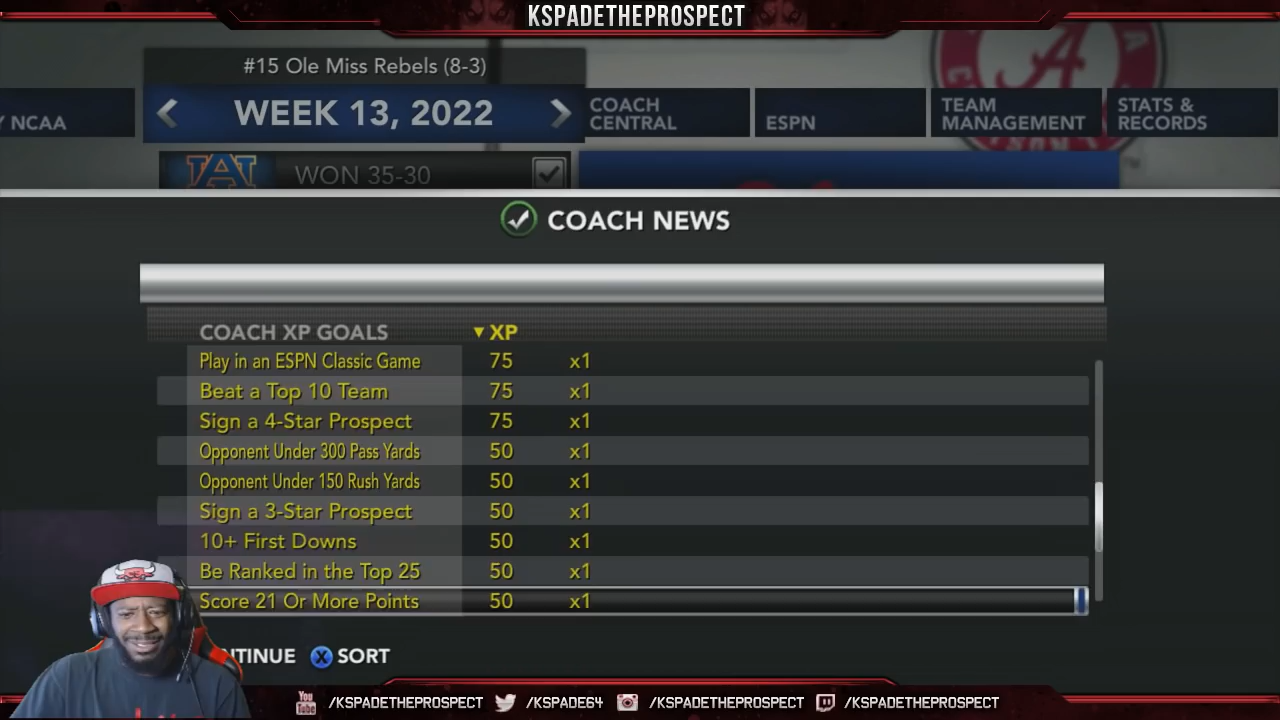 KSPADETHEPROSPECT
#15 Ole Miss Rebels (8-3)
WEEK 13, 2022
Y NCAA
COACH CENTRAL
ESPN
TEAM MANAGEMENT
STATS & RECORDS
WON 35-30
COACH NEWS
COACH XP GOALS ▼ XP
Play in an ESPN Classic Game 75 x1
Beat a Top 10 Team 75 x1
Sign a 4-Star Prospect 75 x1
Opponent Under 300 Pass Yards 50 x1
Opponent Under 150 Rush Yards 50 x1
Sign a 3-Star Prospect 50 x1
10+ First Downs 50 x1
Be Ranked in the Top 25 50 x1
Score 21 Or More Points 50 x1
NTINUE X SORT
You Tube /KSPADETHEPROSPECT /KSPADE64 /KSPADETHEPROSPECT /KSPADETHEPROSPECT